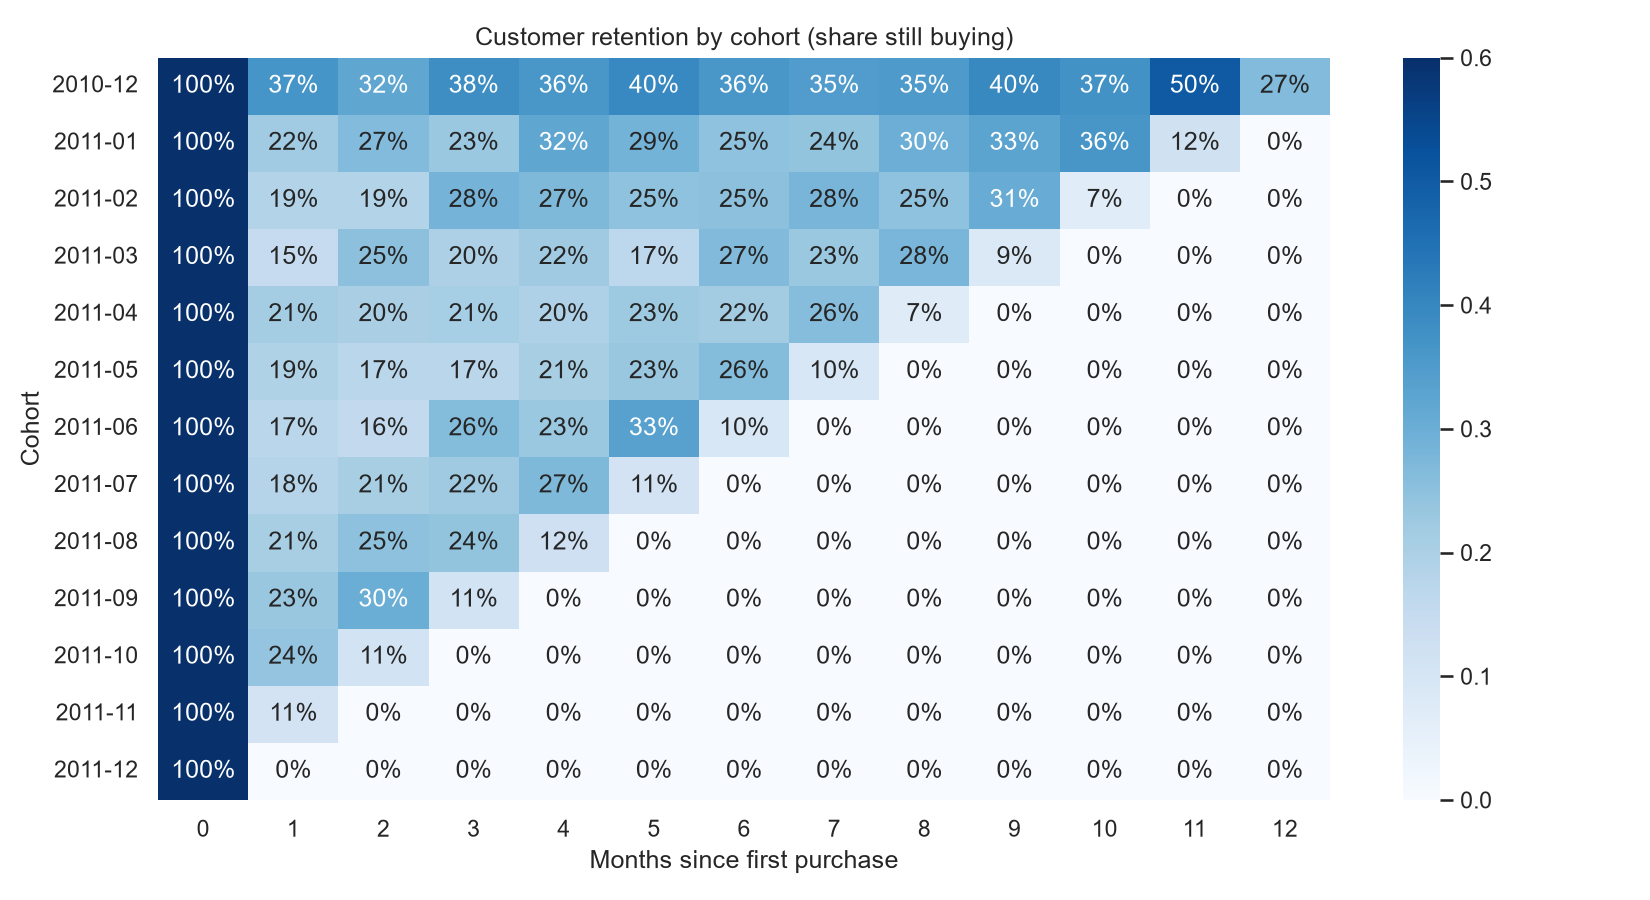 Customer retention by cohort (share still buying)
2010-12 100% 37% 32% 38% 36% 40% 36% 35% 35% 40% 37% 50% 27%
2011-01 100% 22% 27% 23% 32% 29% 25% 24% 30% 33% 36% 12% 0%
2011-02 100% 19% 19% 28% 27% 25% 25% 28% 25% 31% 7% 0% 0%
2011-03 100% 15% 25% 20% 22% 17% 27% 23% 28% 9% 0% 0% 0%
2011-04 100% 21% 20% 21% 20% 23% 22% 26% 7% 0% 0% 0% 0%
2011-05 100% 19% 17% 17% 21% 23% 26% 10% 0% 0% 0% 0% 0%
2011-06 100% 17% 16% 26% 23% 33% 10% 0% 0% 0% 0% 0% 0%
2011-07 100% 18% 21% 22% 27% 11% 0% 0% 0% 0% 0% 0% 0%
2011-08 100% 21% 25% 24% 12% 0% 0% 0% 0% 0% 0% 0% 0%
2011-09 100% 23% 30% 11% 0% 0% 0% 0% 0% 0% 0% 0% 0%
2011-10 100% 24% 11% 0% 0% 0% 0% 0% 0% 0% 0% 0% 0%
2011-11 100% 11% 0% 0% 0% 0% 0% 0% 0% 0% 0% 0% 0%
2011-12 100% 0% 0% 0% 0% 0% 0% 0% 0% 0% 0% 0% 0%
0 1 2 3 4 5 6 7 8 9 10 11 12
Months since first purchase
Cohort
0.6
0.5
0.4
0.3
0.2
0.1
0.0